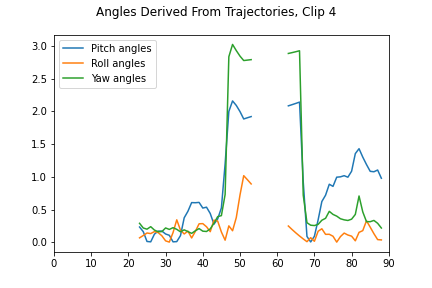 Angles Derived From Trajectories, Clip 4
Pitch angles
Roll angles
Yaw angles
3.0
2.5
2.0
1.5
1.0
0.5
0.0
0 10 20 30 40 50 60 70 80 90